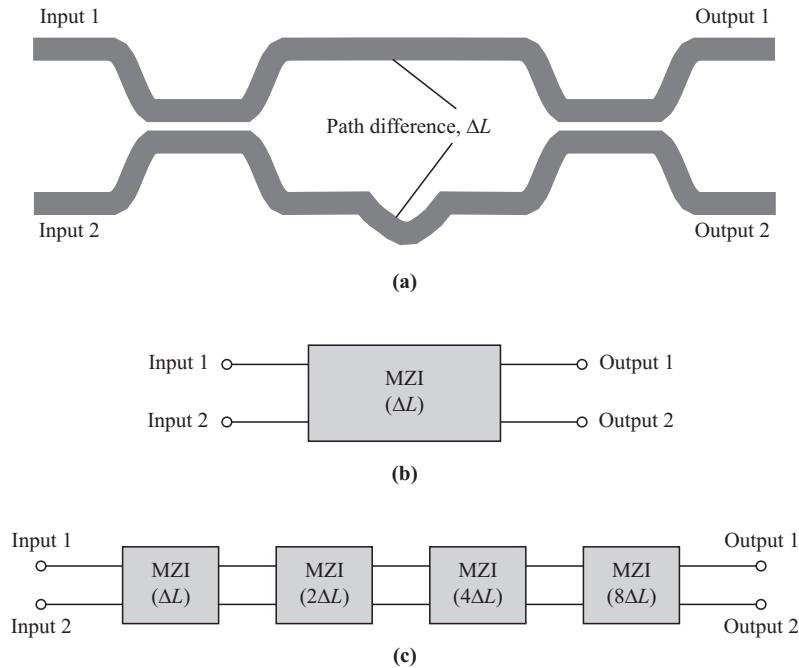 Input 1
Output 1
Path difference, ΔL
Input 2
Output 2
(a)
Input 1
Output 1
MZI
(ΔL)
Input 2
Output 2
(b)
Input 1
Output 1
MZI
(ΔL)
MZI
(2ΔL)
MZI
(4ΔL)
MZI
(8ΔL)
Input 2
Output 2
(c)